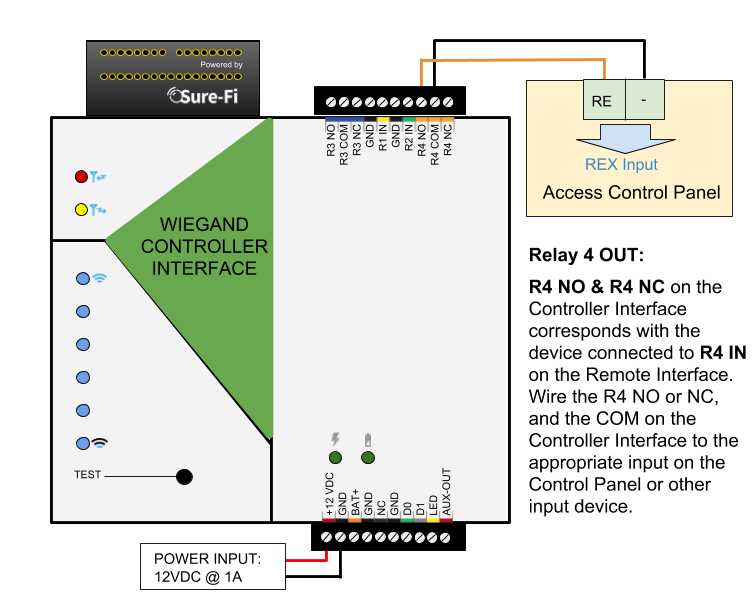 Powered by
Sure-Fi
R3 NO
R3 COM
R3 NC
GND
R1 IN
GND
R2 IN
R4 NO
R4 COM
R4 NC
RE
-
REX Input
Access Control Panel
WIEGAND
CONTROLLER
INTERFACE
Relay 4 OUT:
R4 NO & R4 NC on the
Controller Interface
corresponds with the
device connected to R4 IN
on the Remote Interface.
Wire the R4 NO or NC,
and the COM on the
Controller Interface to the
appropriate input on the
Control Panel or other
input device.
TEST
+12 VDC
GND
BAT+
GND
NC
GND
D0
D1
LED
AUX-OUT
POWER INPUT:
12VDC @ 1A